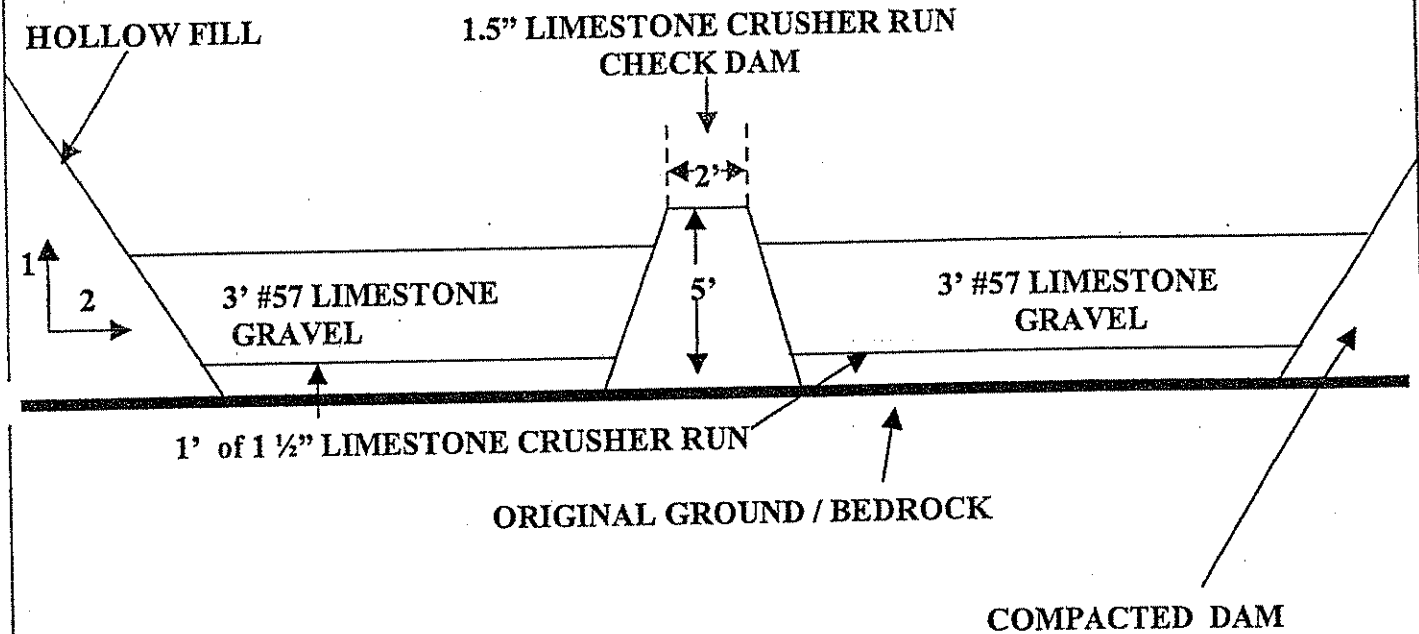 HOLLOW FILL
1.5” LIMESTONE CRUSHER RUN
CHECK DAM
2’
1
2
3’ #57 LIMESTONE
GRAVEL
5’
3’ #57 LIMESTONE
GRAVEL
1’ of 1 ½” LIMESTONE CRUSHER RUN
ORIGINAL GROUND / BEDROCK
COMPACTED DAM